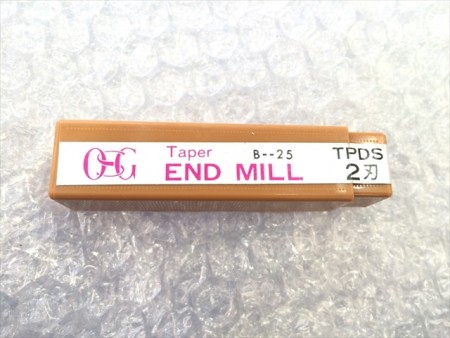 OSG
Taper B--25 TPDS
END MILL 2刃